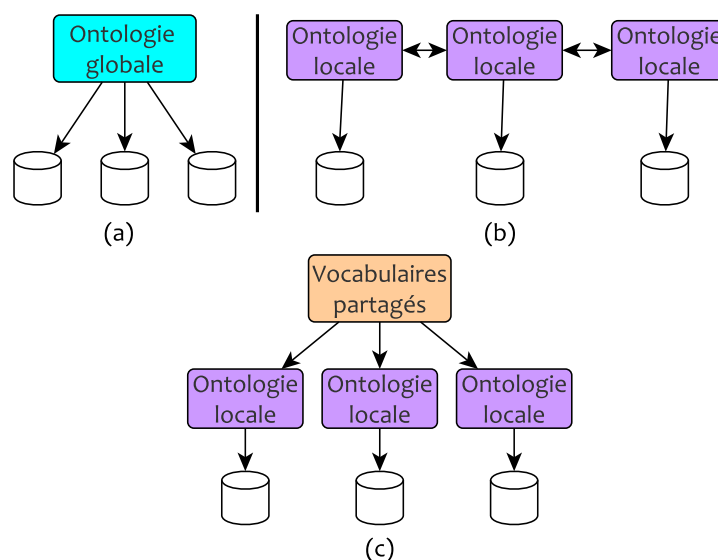 Ontologie
globale
(a)
Ontologie
locale
Ontologie
locale
Ontologie
locale
(b)
Vocabulaires
partagés
Ontologie
locale
Ontologie
locale
Ontologie
locale
(c)